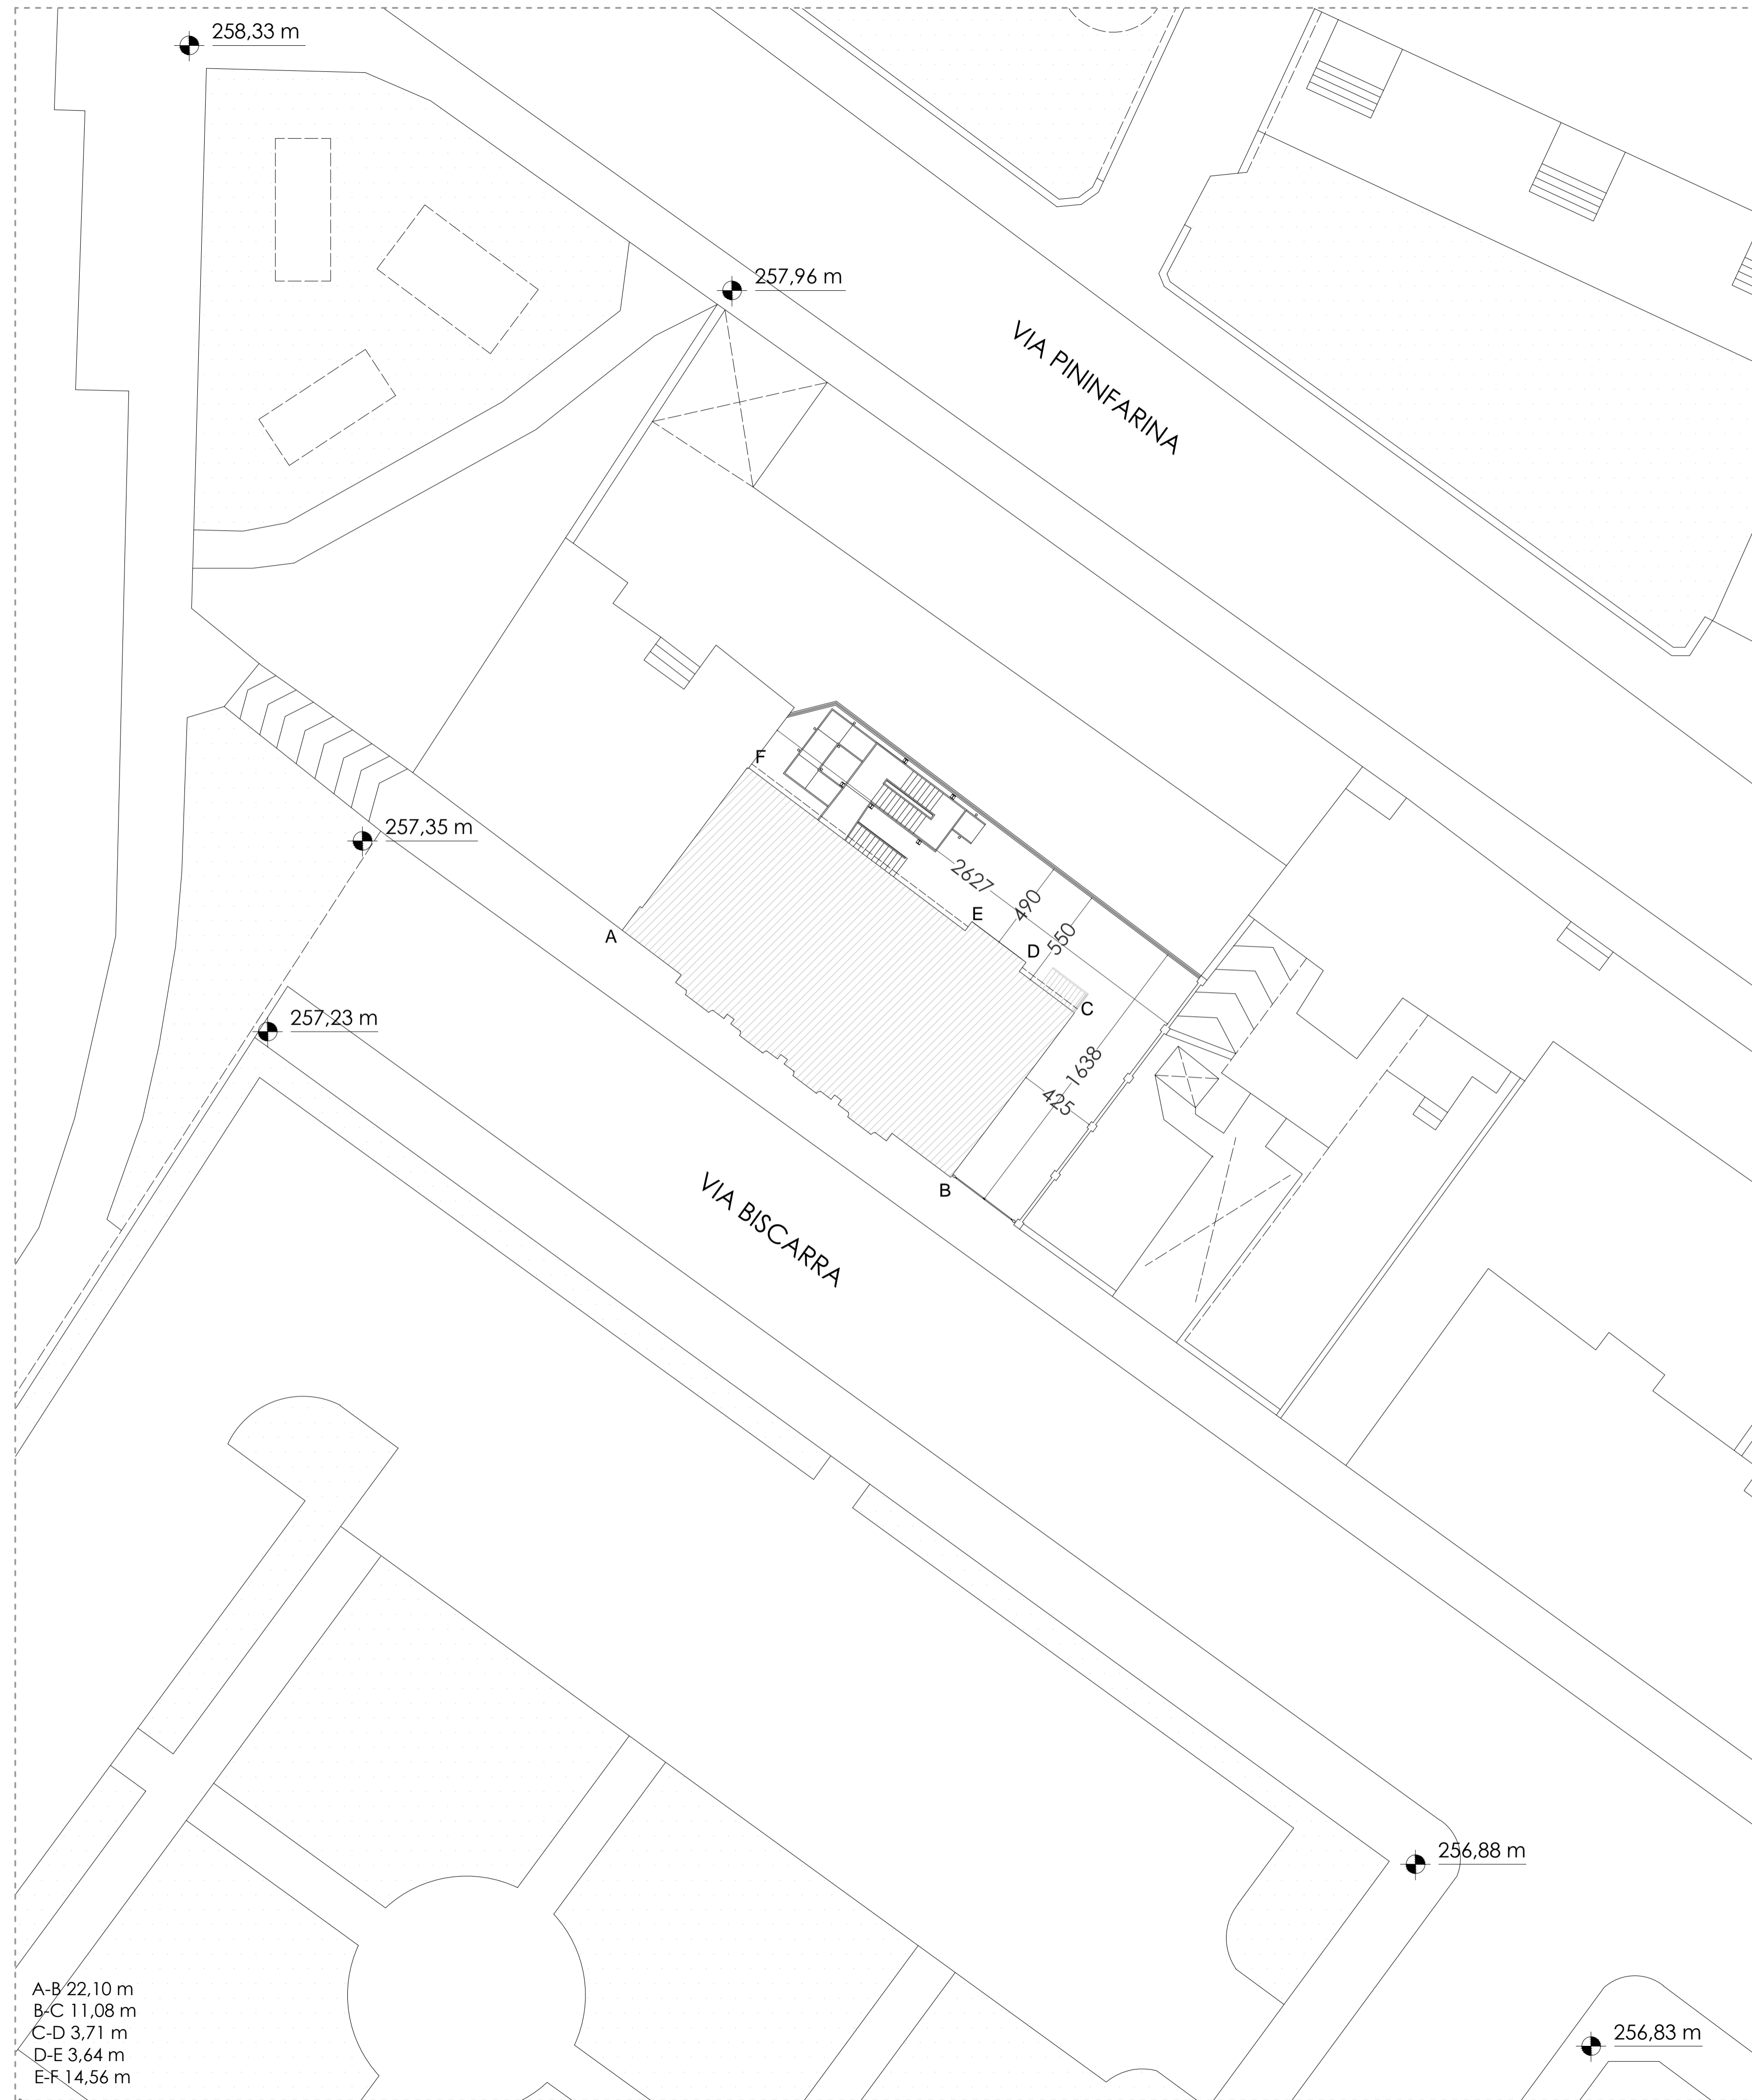 258,33 m
257,96 m
VIA PININFARINA
F
257,35 m
2627
490
E
550
A
D
C
257,23 m
1638
425
B
VIA BISCARRA
256,88 m
A-B 22,10 m
B-C 11,08 m
C-D 3,71 m
D-E 3,64 m
E-F 14,56 m
256,83 m